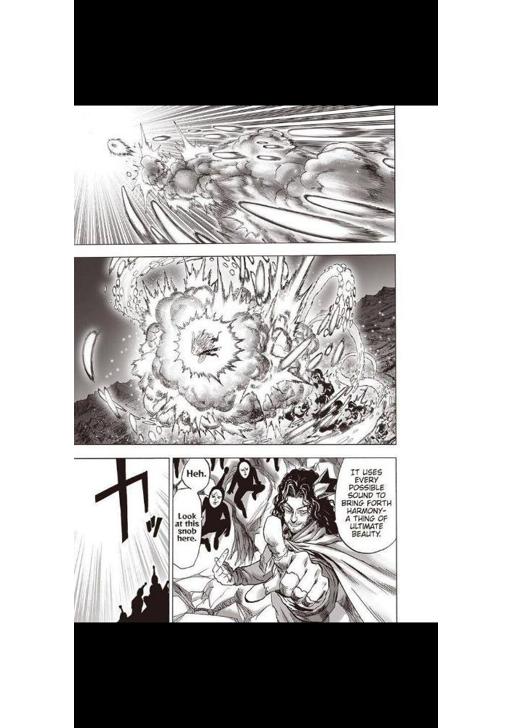 IT USES
EVERY
POSSIBLE
SOUND TO
BRING FORTH
HARMONY-
A THING OF
ULTIMATE
BEAUTY.
Heh.
Look
at this
snob
here.
カッ